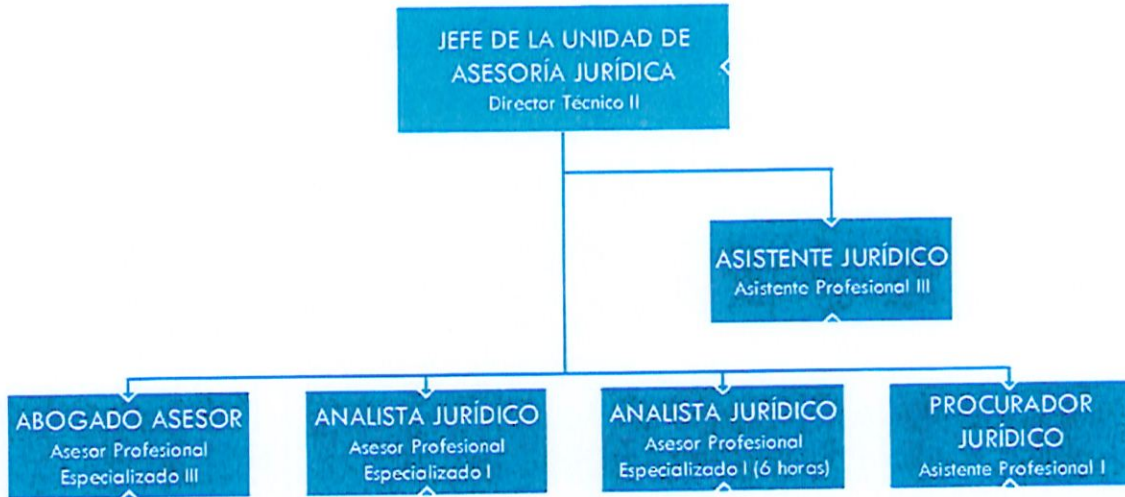 JEFE DE LA UNIDAD DE
ASESORÍA JURÍDICA
Director Técnico II
ASISTENTE JURÍDICO
Asistente Profesional III
ABOGADO ASESOR
Asesor Profesional
Especializado III
ANALISTA JURÍDICO
Asesor Profesional
Especializado I
ANALISTA JURÍDICO
Asesor Profesional
Especializado I (6 horas)
PROCURADOR
JURÍDICO
Asistente Profesional I